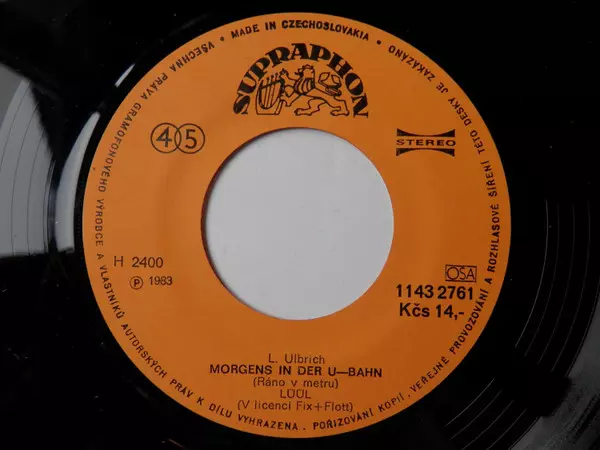 VŠECHNA PRÁVA GRAMOFONOVÉHO VÝROBCE A VLASTNÍKŮ AUTORSKÝCH PRÁV K DÍLU VYHRAZENA. POŘIZOVÁNÍ KOPIÍ, VEŘEJNÉ PROVOZOVÁNÍ A ROZHLASOVÉ ŠÍŘENÍ TÉTO DESKY JE ZAKÁZÁNO
• MADE IN CZECHOSLOVAKIA •
SUPRAPHON
45
STEREO
H 2400
℗ 1983
OSA
1143 2761
Kčs 14,-
L. Ulbrich
MORGENS IN DER U—BAHN
(Ráno v metru)
LÜÜL
(V licenci Fix+Flott)